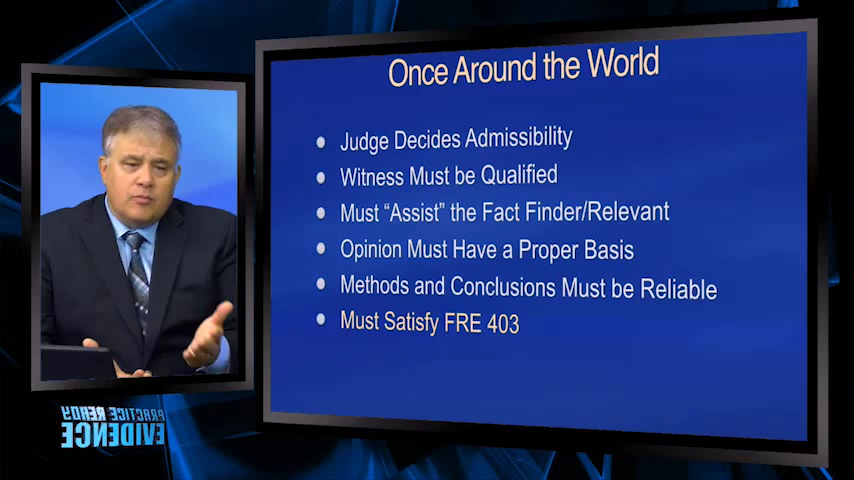 Once Around the World
• Judge Decides Admissibility
• Witness Must be Qualified
• Must “Assist” the Fact Finder/Relevant
• Opinion Must Have a Proper Basis
• Methods and Conclusions Must be Reliable
• Must Satisfy FRE 403
PRACTICE READY
EVIDENCE